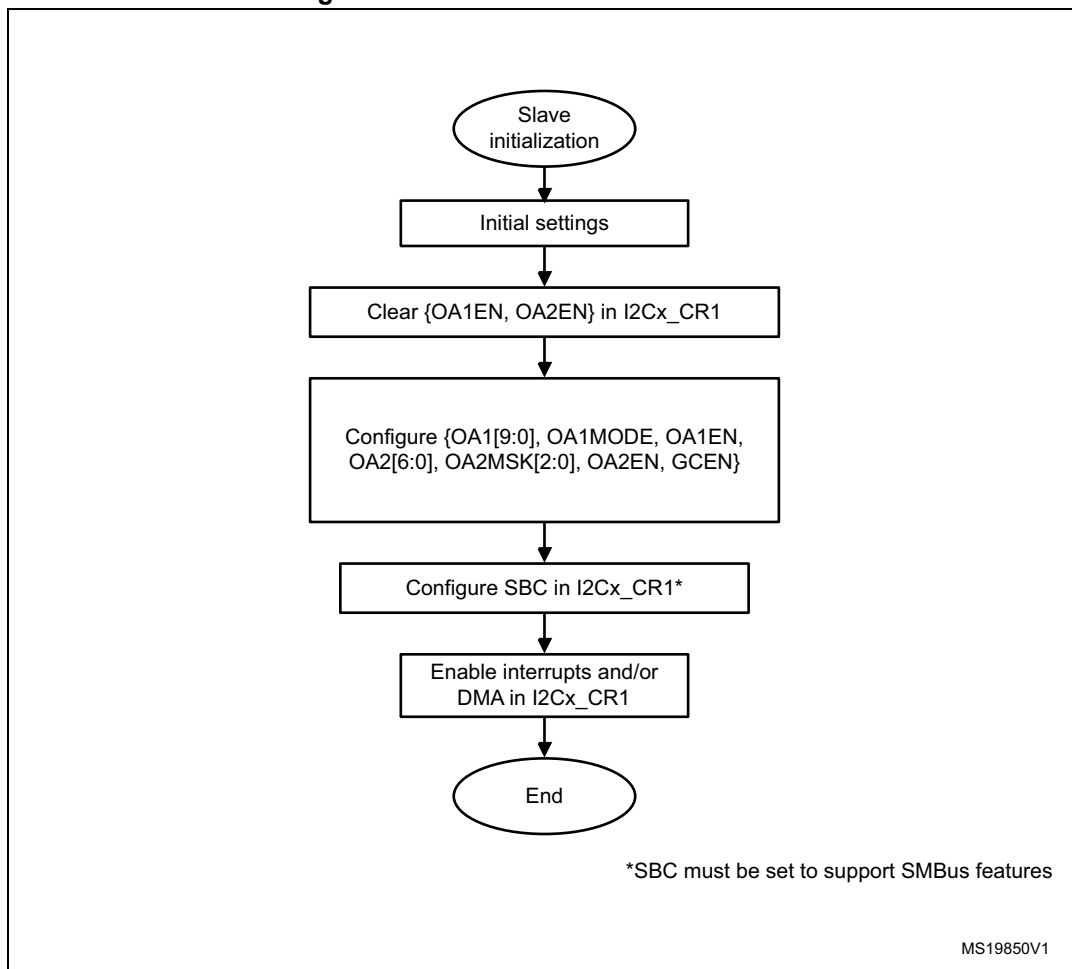 Slave
initialization
Initial settings
Clear {OA1EN, OA2EN} in I2Cx_CR1
Configure {OA1[9:0], OA1MODE, OA1EN,
OA2[6:0], OA2MSK[2:0], OA2EN, GCEN}
Configure SBC in I2Cx_CR1*
Enable interrupts and/or
DMA in I2Cx_CR1
End
*SBC must be set to support SMBus features
MS19850V1